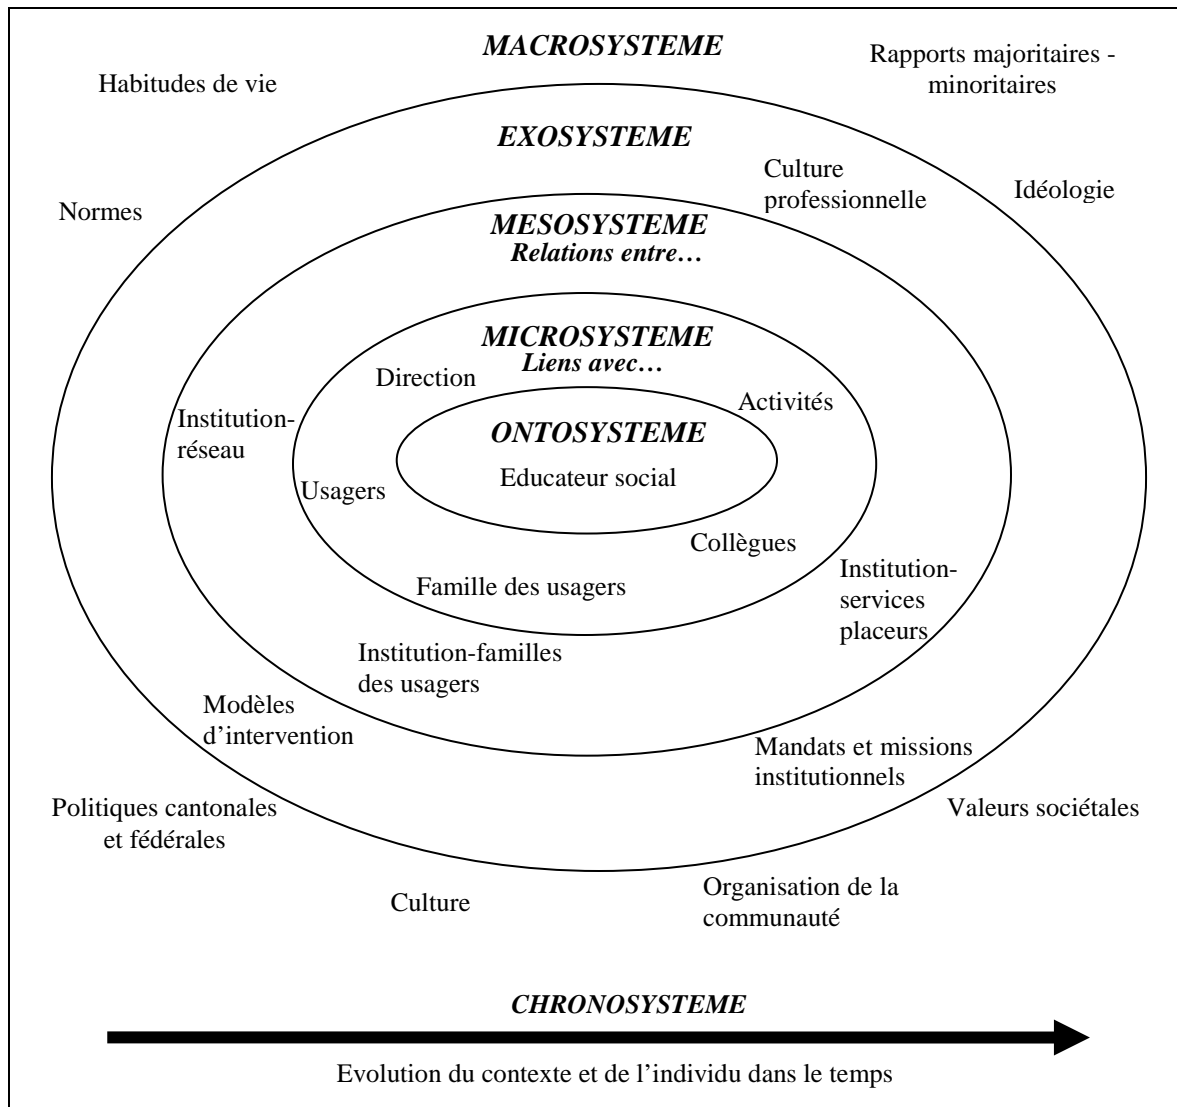 MACROSYSTEME
Rapports majoritaires -
minoritaires
Habitudes de vie
EXOSYSTEME
Culture
professionnelle
Idéologie
Normes
MESOSYSTEME
Relations entre…
MICROSYSTEME
Liens avec…
Direction
Activités
Institution-
réseau
ONTOSYSTEME
Educateur social
Usagers
Collègues
Famille des usagers
Institution-
services
placeurs
Institution-familles
des usagers
Modèles
d’intervention
Mandats et missions
institutionnels
Politiques cantonales
et fédérales
Valeurs sociétales
Culture
Organisation de la
communauté
CHRONOSYSTEME
Evolution du contexte et de l’individu dans le temps